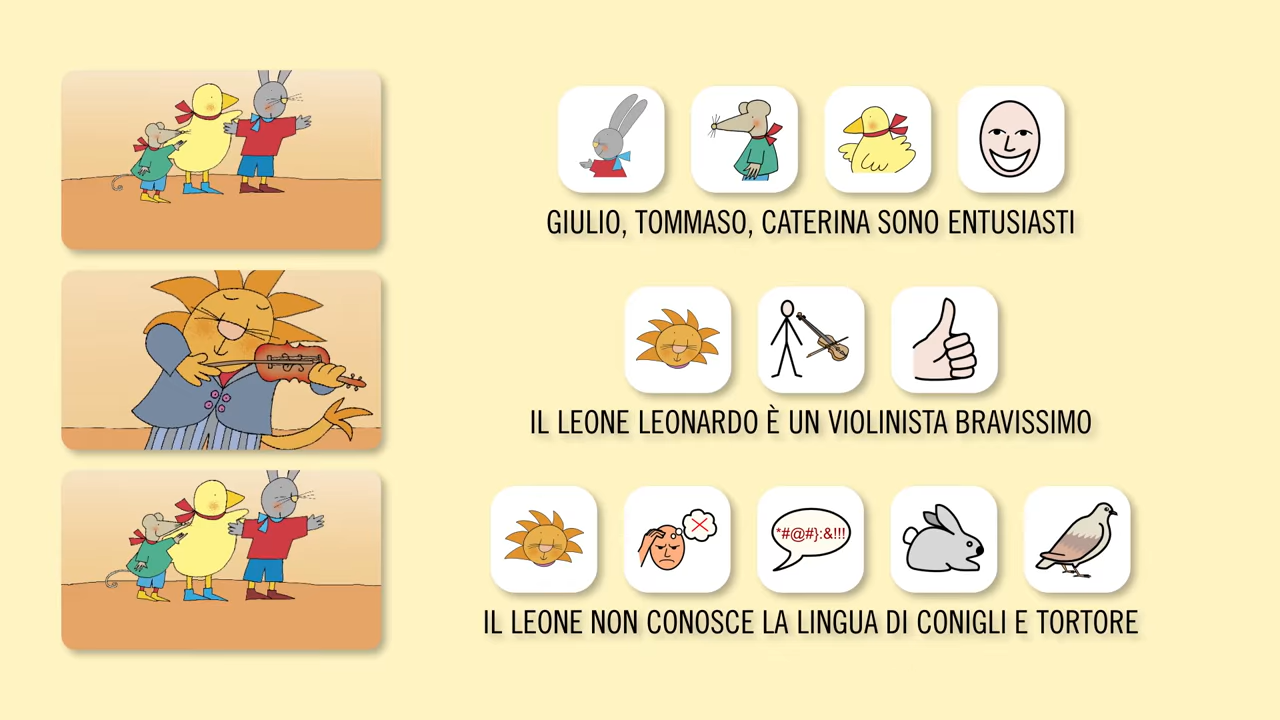 GIULIO, TOMMASO, CATERINA SONO ENTUSIASTI
IL LEONE LEONARDO È UN VIOLINISTA BRAVISSIMO
*#@#}:&!!!
IL LEONE NON CONOSCE LA LINGUA DI CONIGLI E TORTORE